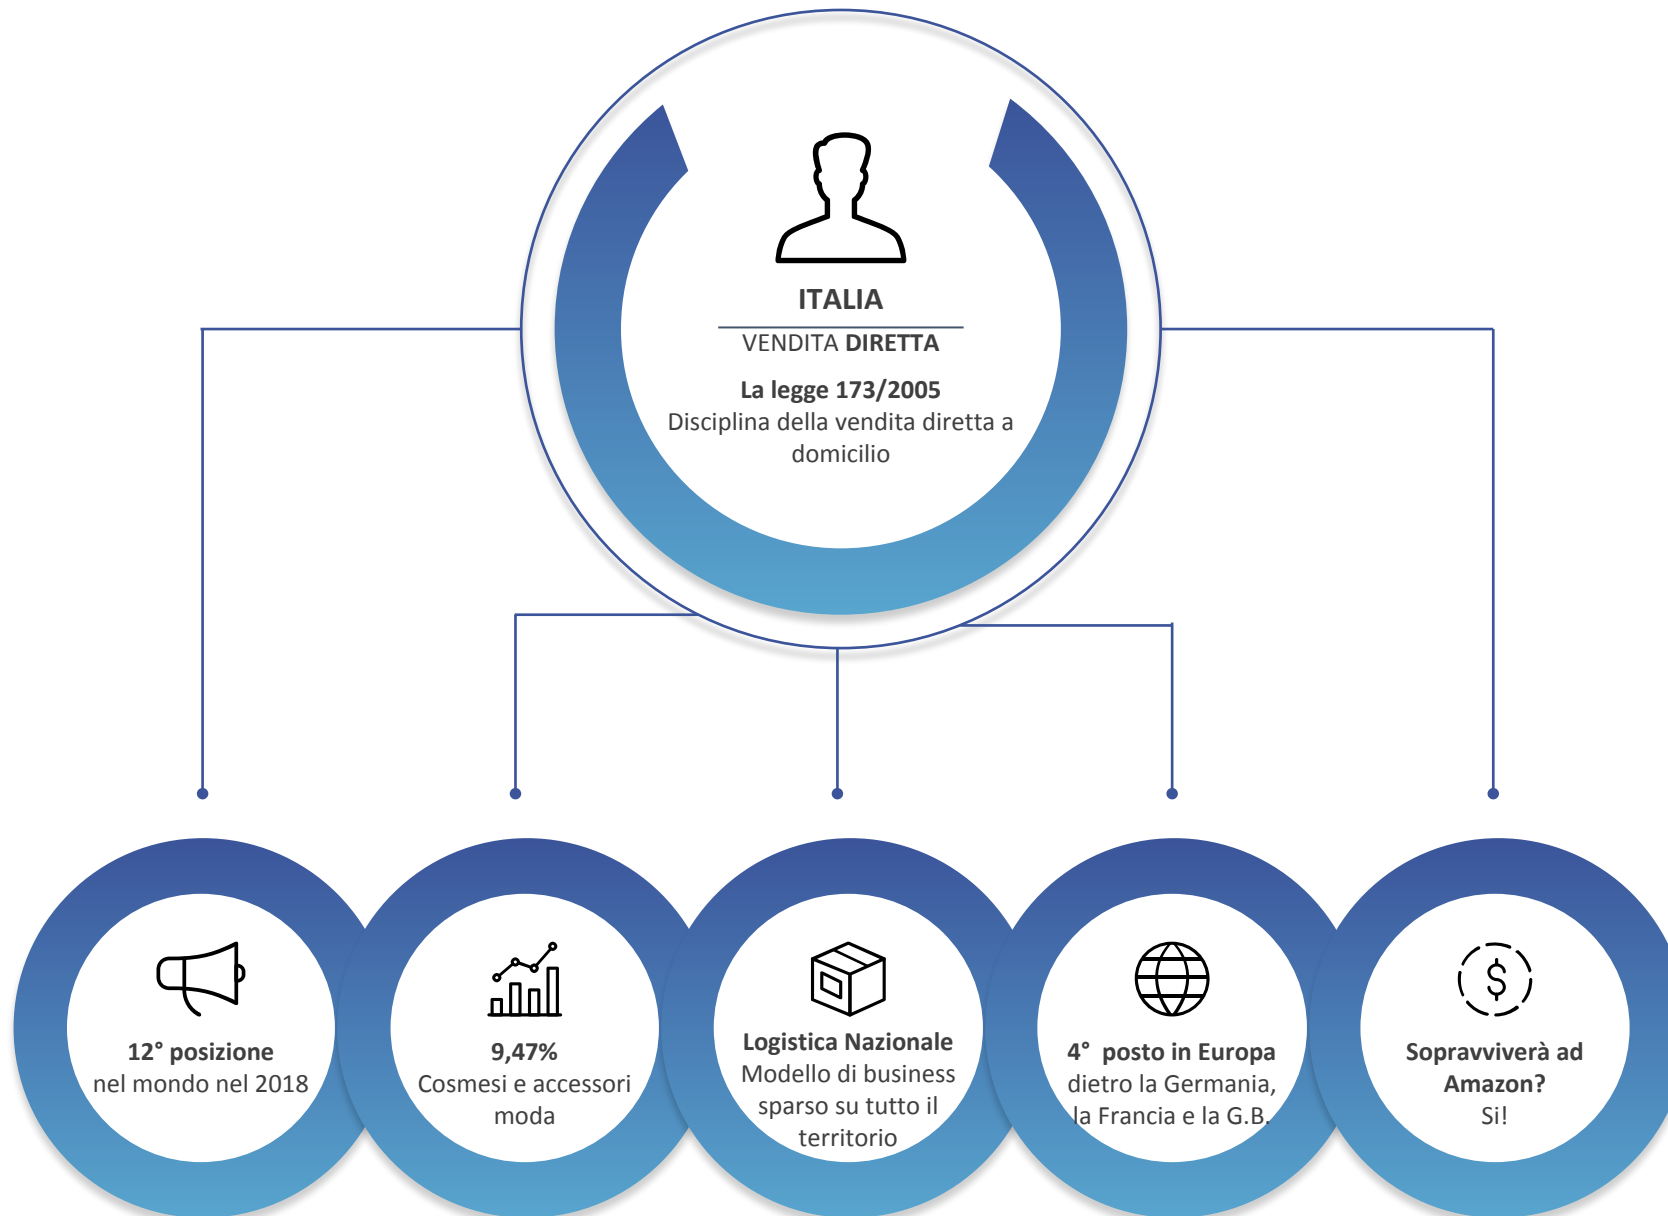 ITALIA
VENDITA DIRETTA
La legge 173/2005
Disciplina della vendita diretta a
domicilio
12° posizione
nel mondo nel 2018
9,47%
Cosmesi e accessori
moda
Logistica Nazionale
Modello di business
sparso su tutto il
territorio
4° posto in Europa
dietro la Germania,
la Francia e la G.B.
Sopravviverà ad
Amazon?
Si!